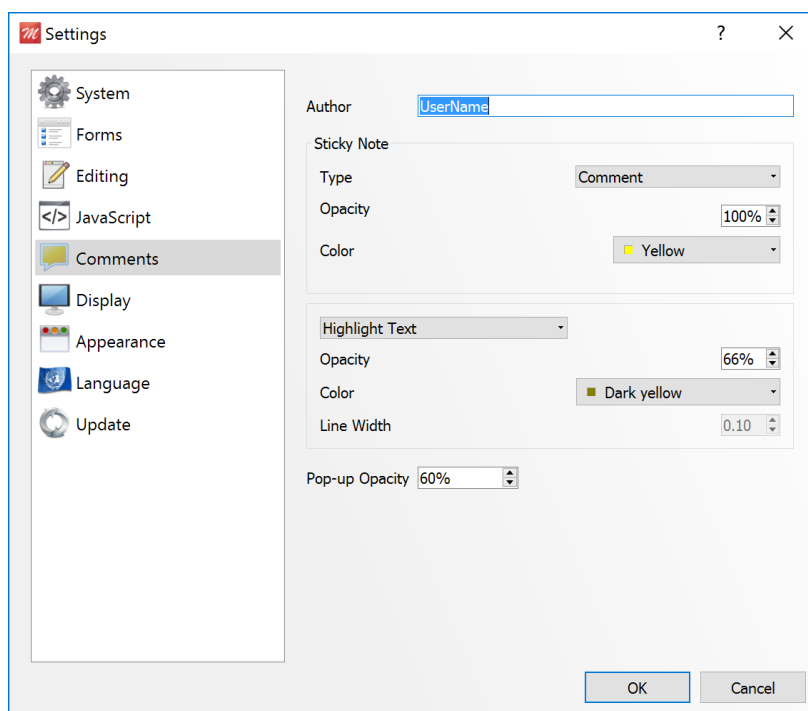 Settings
?
System
Forms
Editing
</> JavaScript
Comments
Display
Appearance
Language
Update
Author UserName
Sticky Note
Type Comment
Opacity 100%
Color Yellow
Highlight Text
Opacity 66%
Color Dark yellow
Line Width 0.10
Pop-up Opacity 60%
OK Cancel